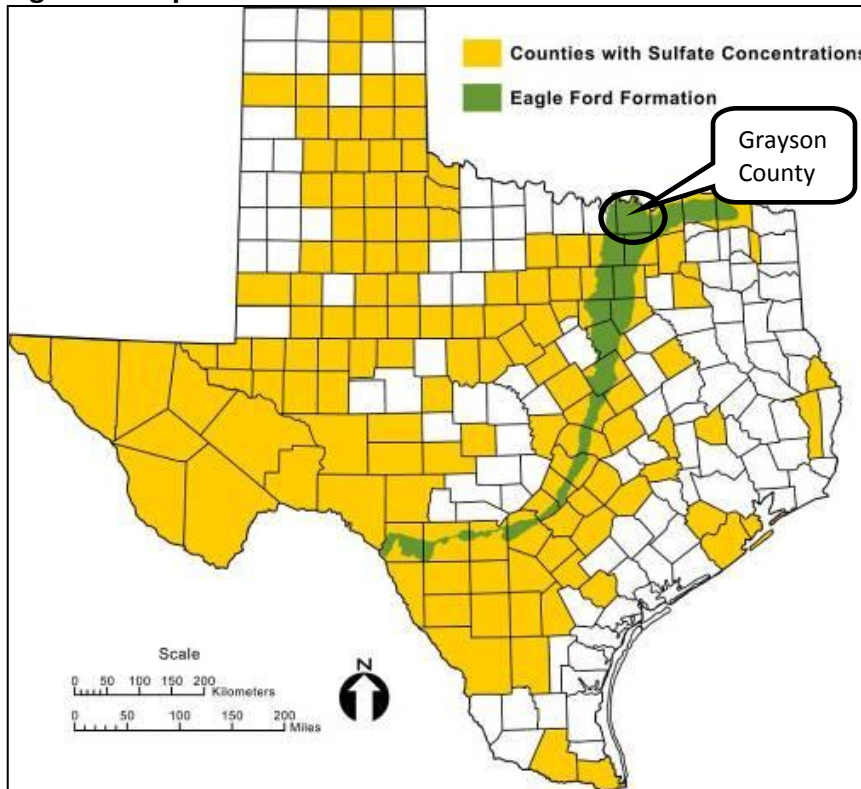 Counties with Sulfate Concentrations
Eagle Ford Formation
Grayson
County
Scale
0 50 100 150 200
Kilometers
0 50 100 150 200
Miles
N